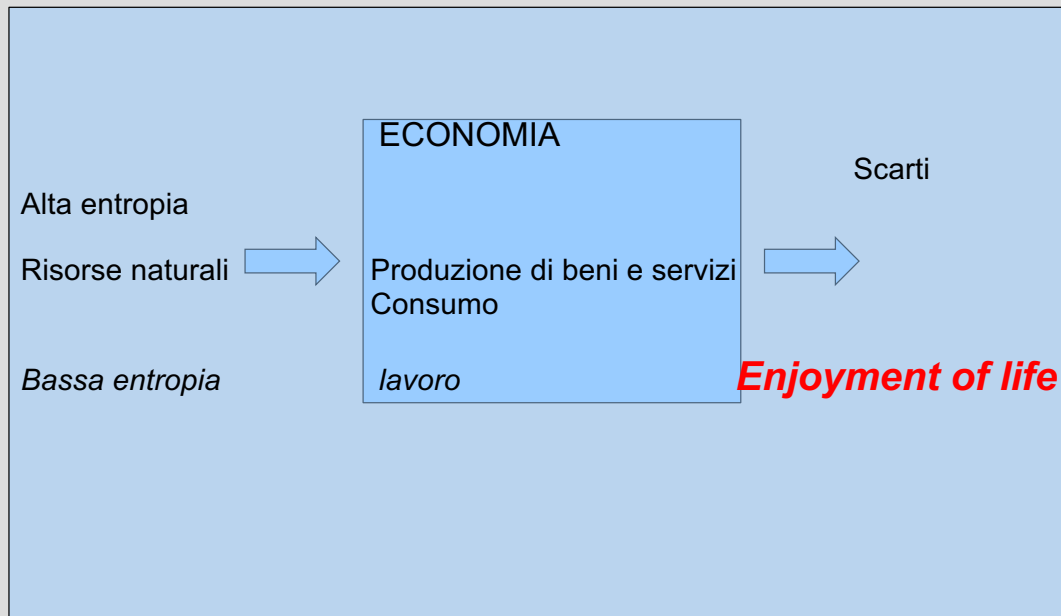 ECONOMIA
Scarti
Alta entropia
Risorse naturali
Produzione di beni e servizi
Consumo
Bassa entropia
lavoro
Enjoyment of life